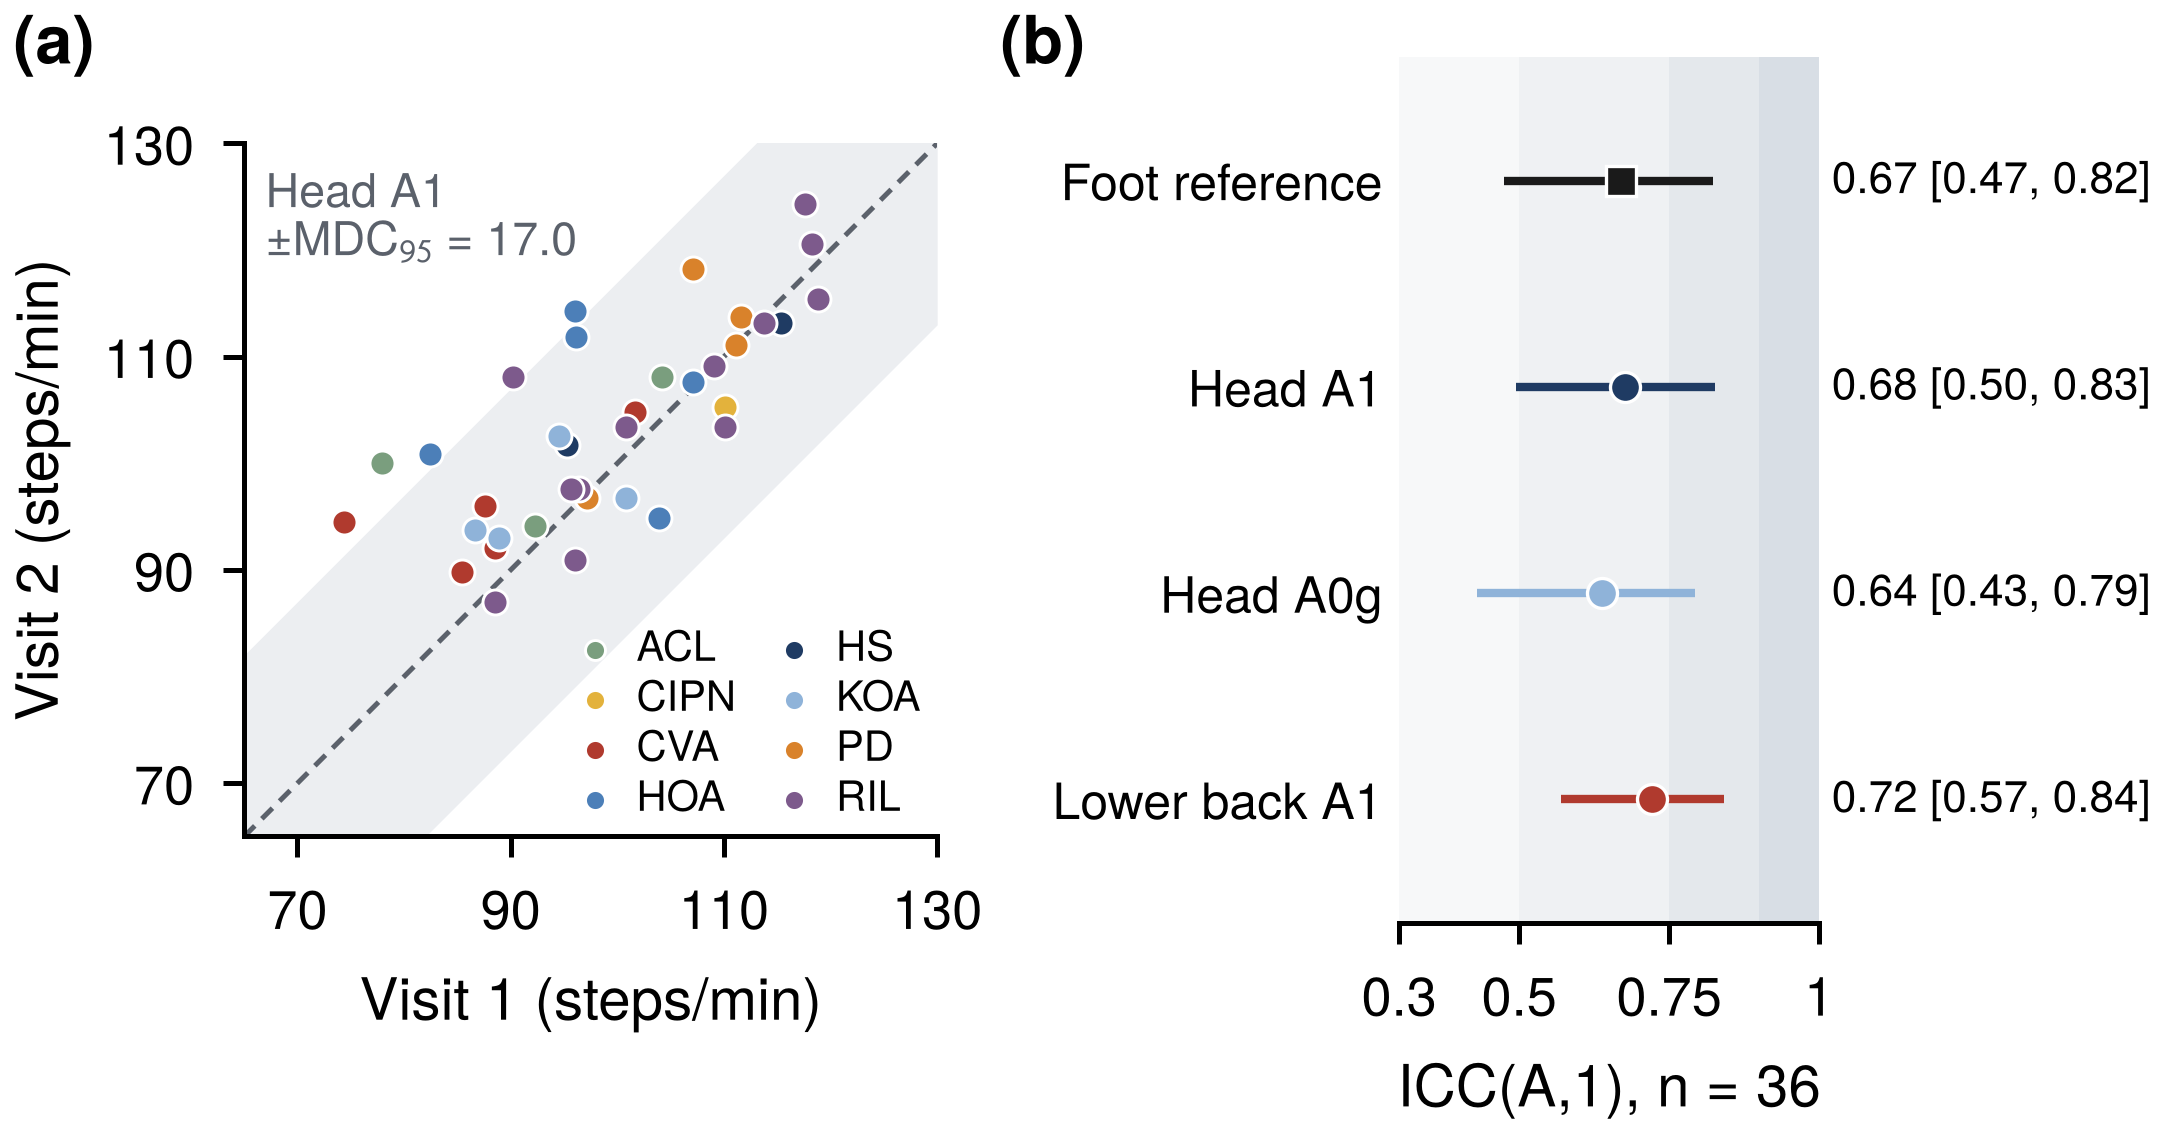 (a)
130
110
90
70
Visit 2 (steps/min)
Head A1
±MDC₉₅ = 17.0
ACL
CIPN
CVA
HOA
HS
KOA
PD
RIL
70 90 110 130
Visit 1 (steps/min)
(b)
Foot reference 0.67 [0.47, 0.82]
Head A1 0.68 [0.50, 0.83]
Head A0g 0.64 [0.43, 0.79]
Lower back A1 0.72 [0.57, 0.84]
0.3 0.5 0.75 1
ICC(A,1), n = 36